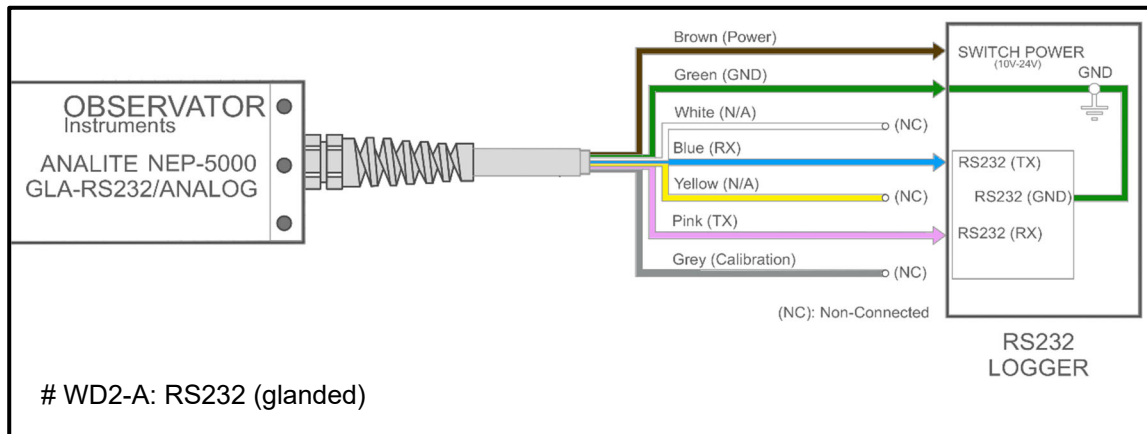 OBSERVATOR
Instruments
ANALITE NEP-5000
GLA-RS232/ANALOG
Brown (Power)
Green (GND)
White (N/A)
(NC)
Blue (RX)
Yellow (N/A)
(NC)
Pink (TX)
Grey (Calibration)
(NC)
(NC): Non-Connected
SWITCH POWER
(10V-24V)
GND
RS232 (TX)
RS232 (GND)
RS232 (RX)
RS232
LOGGER
# WD2-A: RS232 (glanded)